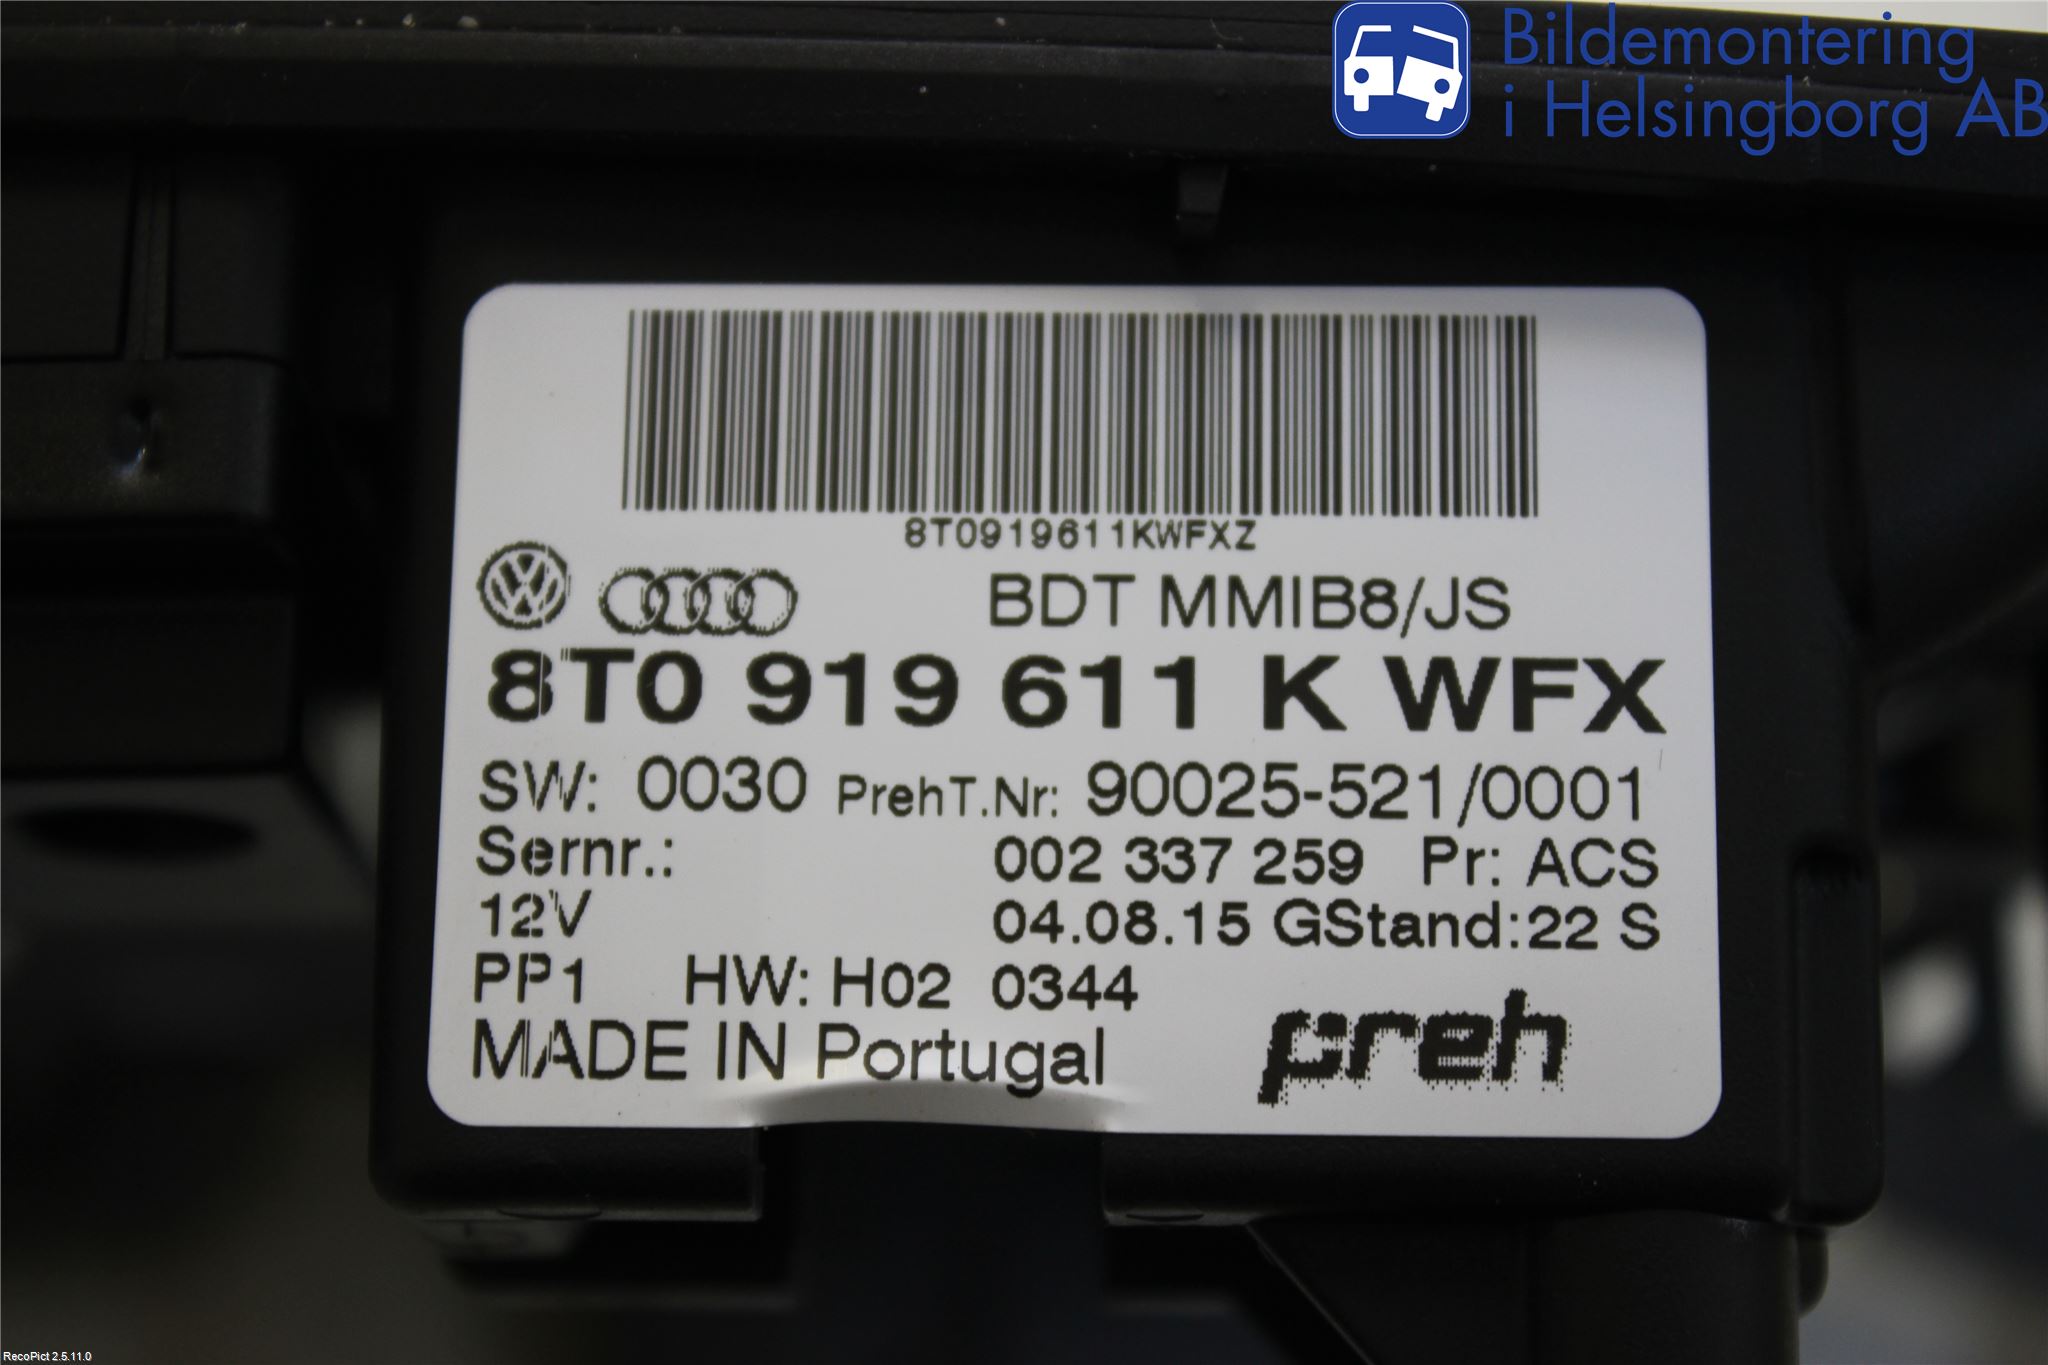 Bildemontering
i Helsingborg AB
8T0919611KWFXZ
BDT MMIB8/JS
8T0 919 611 K WFX
SW: 0030 PrehT.Nr: 90025-521/0001
Sernr.: 002 337 259 Pr: ACS
12V 04.08.15 GStand:22 S
PP1 HW: H02 0344
MADE IN Portugal preh
RecoPict 2.5.11.0